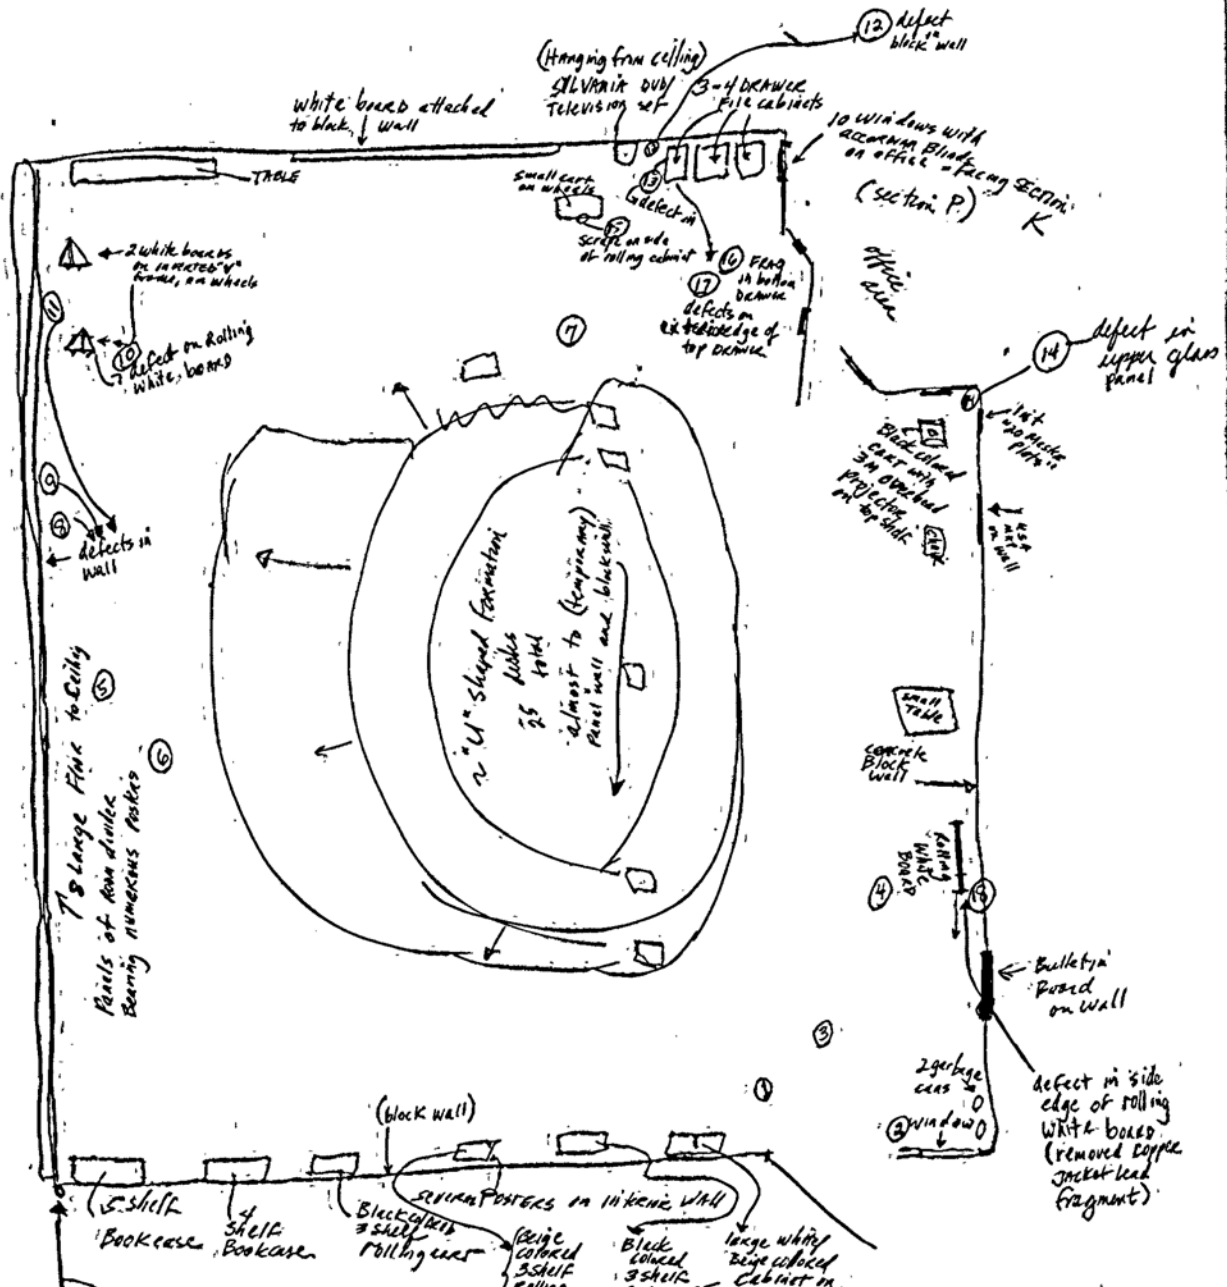 12
defect
in
block wall
(Hanging from ceiling)
SYLVANIA DVD/
Television set
3-4 DRAWER
File cabinets
white board attached
to block wall
10 windows with
accordian Blinds
on office - facing Section
K
(section P.)
office
area
TABLE
small cart
on wheels
13
defect in
15
scrape on side
of rolling cabinet
16
FRAG
in bottom
DRAWER
17
defects on
edge of
top DRAWER
2 white boards
on inverted "V"
frame, on wheels
11
10
defect on Rolling
white board
7
14
defect in
upper glass
panel
14
Black colored
cart with
3M overhead
projector
on top shelf
chair
USA
MAP
on wall
9
8
defects in
wall
~ "U" shaped Formation
25 desks
total
almost to (temporary)
panel wall and block wall
5
6
8 Large Floor to Ceiling
Panels of Room divider
Bearing numerous Posters
small
Table
concrete
Block
wall
Rolling
White
BOARD
4
18
Bulletin
Board
on wall
3
1
2 garbage
cans
2
window
defect in side
edge of rolling
white board
(removed copper
Jacket lead
fragment)
(block wall)
SEVERAL POSTERS ON INTERIOR WALL
5 shelf
Bookcase
4
Shelf
Bookcase
Black colored
3 shelf
rolling cart
Beige
colored
3 shelf
Rolling
Black
colored
3 shelf
large white/
Beige colored
Cabinet on